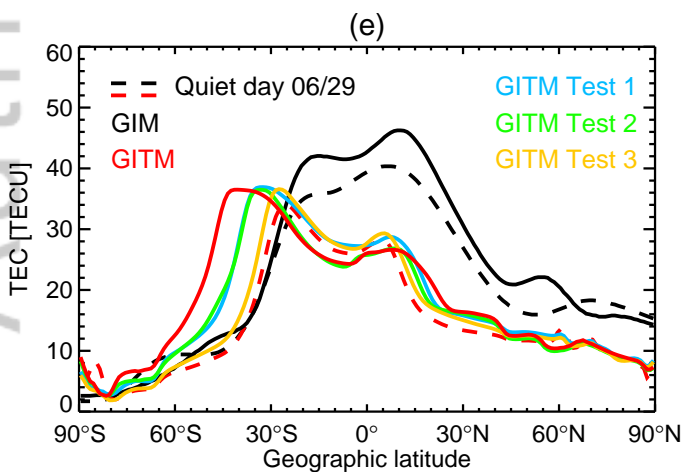 (e)
60
50
40
30
20
10
0
TEC [TECU]
Quiet day 06/29
GIM
GITM
GITM Test 1
GITM Test 2
GITM Test 3
90°S 60°S 30°S 0° 30°N 60°N 90°N
Geographic latitude